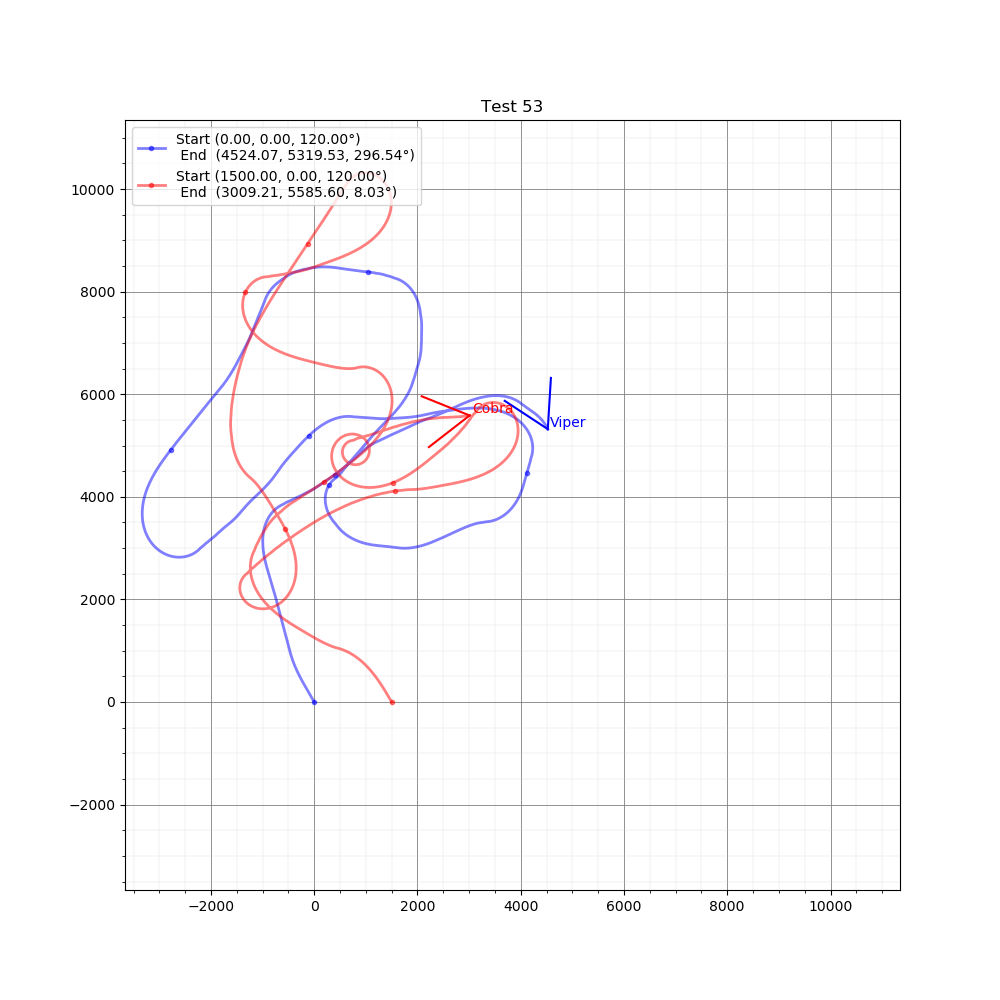 Test 53
Start (0.00, 0.00, 120.00°)
End (4524.07, 5319.53, 296.54°)
Start (1500.00, 0.00, 120.00°)
End (3009.21, 5585.60, 8.03°)
10000
8000
6000
4000
2000
0
−2000
Cobra
Viper
−2000 0 2000 4000 6000 8000 10000